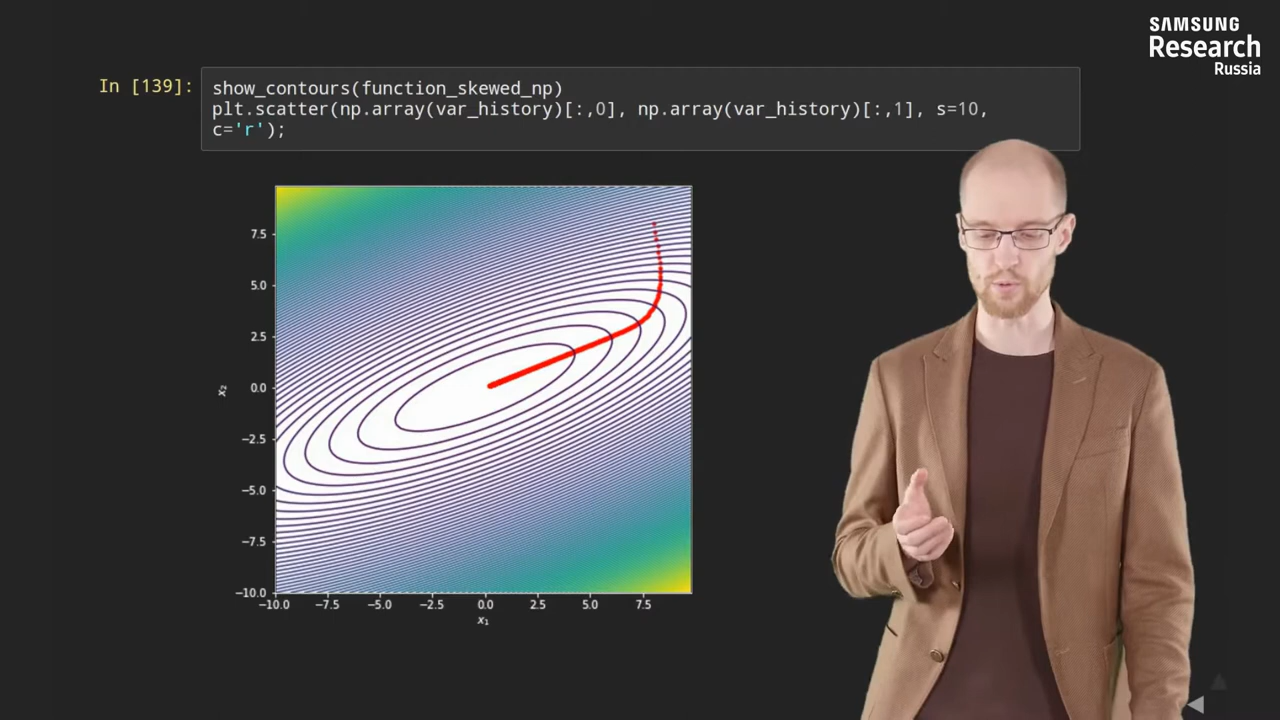 SAMSUNG
Research
Russia
In [139]:
show_contours(function_skewed_np)
plt.scatter(np.array(var_history)[:,0], np.array(var_history)[:,1], s=10,
c='r');
7.5
5.0
2.5
0.0
−2.5
−5.0
−7.5
−10.0
x₂
−10.0 −7.5 −5.0 −2.5 0.0 2.5 5.0 7.5
x₁